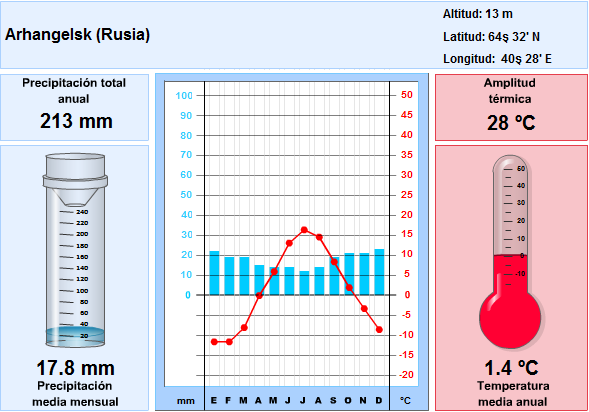 Arhangelsk (Rusia)
Altitud: 13 m
Latitud: 64ş 32' N
Longitud: 40ş 28' E
Precipitación total
anual
213 mm
240
220
200
180
160
140
120
100
80
60
40
20
17.8 mm
Precipitación
media mensual
100 50
90 45
80 40
70 35
60 30
50 25
40 20
30 15
20 10
10 5
0 0
-5
-10
-15
-20
mm E F M A M J J A S O N D ºC
Amplitud
térmica
28 ºC
60
50
40
30
20
10
0
-10
1.4 ºC
Temperatura
media anual